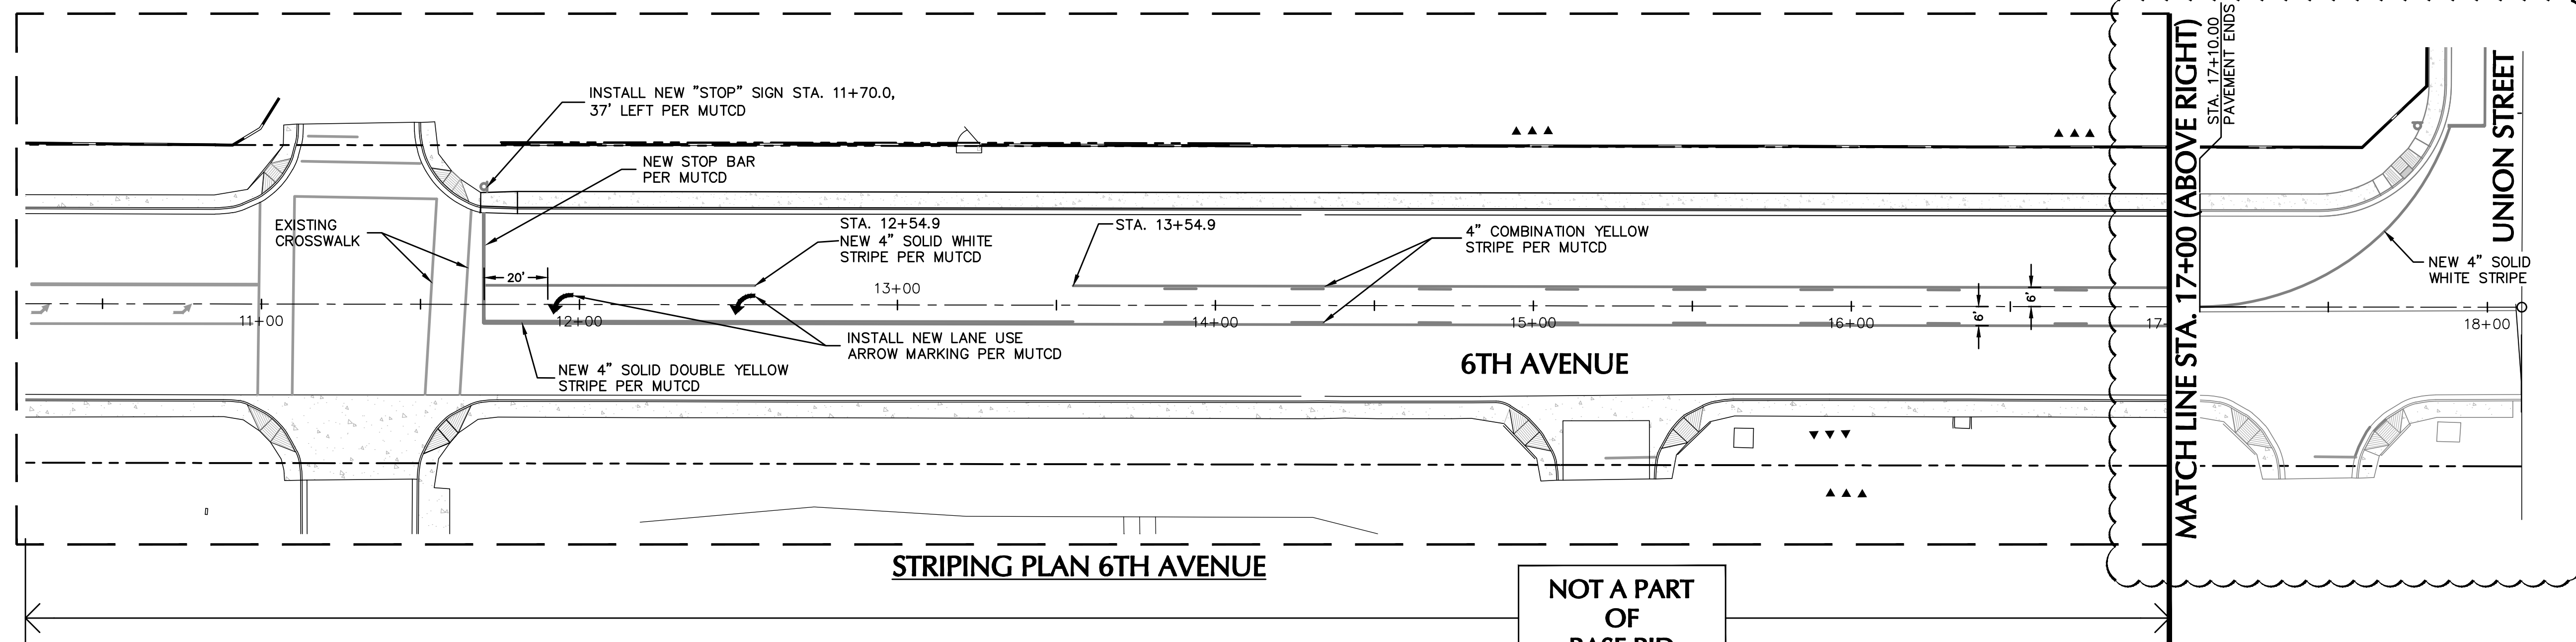 INSTALL NEW "STOP" SIGN STA. 11+70.0,
37' LEFT PER MUTCD
NEW STOP BAR
PER MUTCD
EXISTING
CROSSWALK
STA. 12+54.9
NEW 4" SOLID WHITE
STRIPE PER MUTCD
STA. 13+54.9
4" COMBINATION YELLOW
STRIPE PER MUTCD
20'
6'
6'
11+00
12+00
13+00
14+00
15+00
16+00
17
18+00
INSTALL NEW LANE USE
ARROW MARKING PER MUTCD
NEW 4" SOLID DOUBLE YELLOW
STRIPE PER MUTCD
6TH AVENUE
MATCH LINE STA. 17+00 (ABOVE RIGHT)
STA. 17+10.00
PAVEMENT ENDS
UNION STREET
NEW 4" SOLID
WHITE STRIPE
STRIPING PLAN 6TH AVENUE
NOT A PART
OF
BASE BID